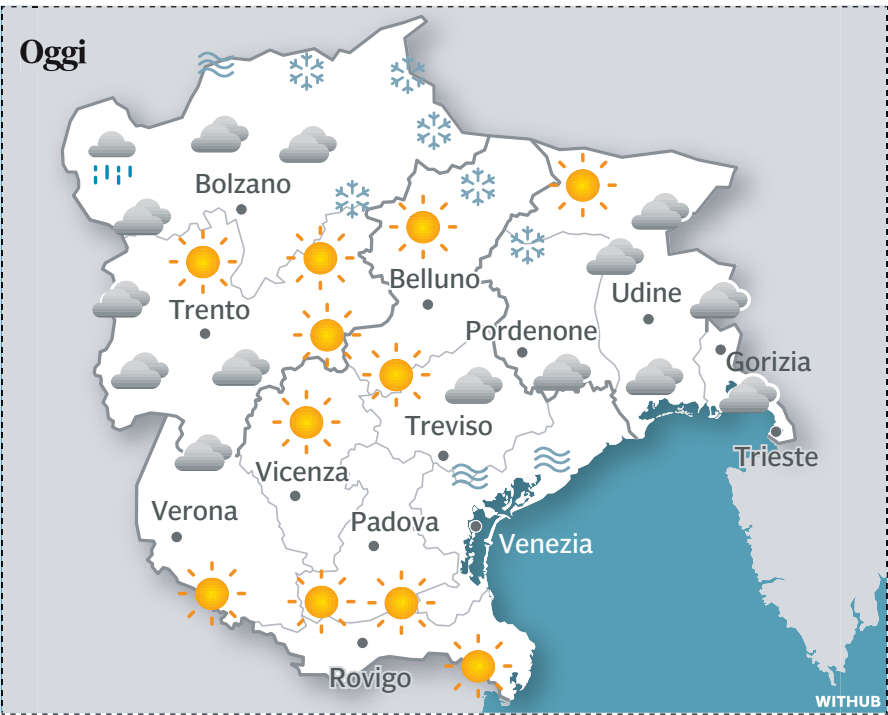 Oggi
Bolzano
Belluno
Trento
Udine
Pordenone
Gorizia
Treviso
Trieste
Vicenza
Verona
Padova
Venezia
Rovigo
WITHUB